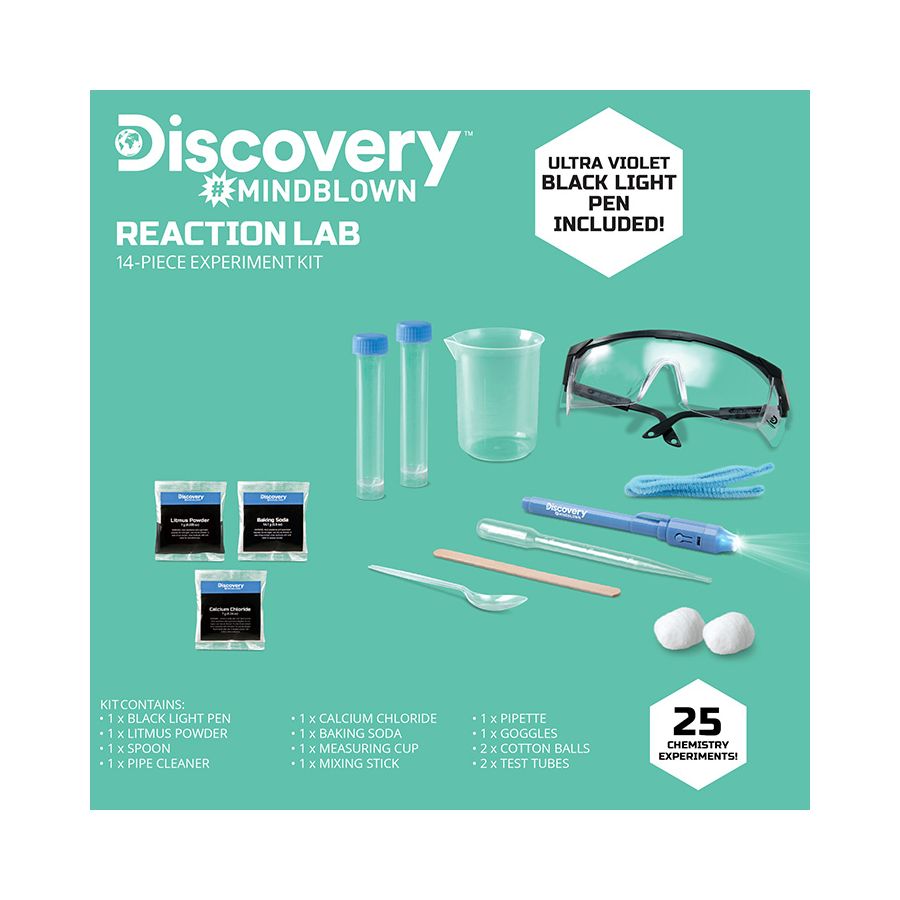 Discovery™
#MINDBLOWN
REACTION LAB
14-PIECE EXPERIMENT KIT
ULTRA VIOLET
BLACK LIGHT
PEN
INCLUDED!
Discovery
#MINDBLOWN
Discovery
Litmus Powder
Discovery
Baking Soda
Discovery
Calcium Chloride
KIT CONTAINS:
• 1 x BLACK LIGHT PEN
• 1 x LITMUS POWDER
• 1 x SPOON
• 1 x PIPE CLEANER
• 1 x CALCIUM CHLORIDE
• 1 x BAKING SODA
• 1 x MEASURING CUP
• 1 x MIXING STICK
• 1 x PIPETTE
• 1 x GOGGLES
• 2 x COTTON BALLS
• 2 x TEST TUBES
25
CHEMISTRY
EXPERIMENTS!